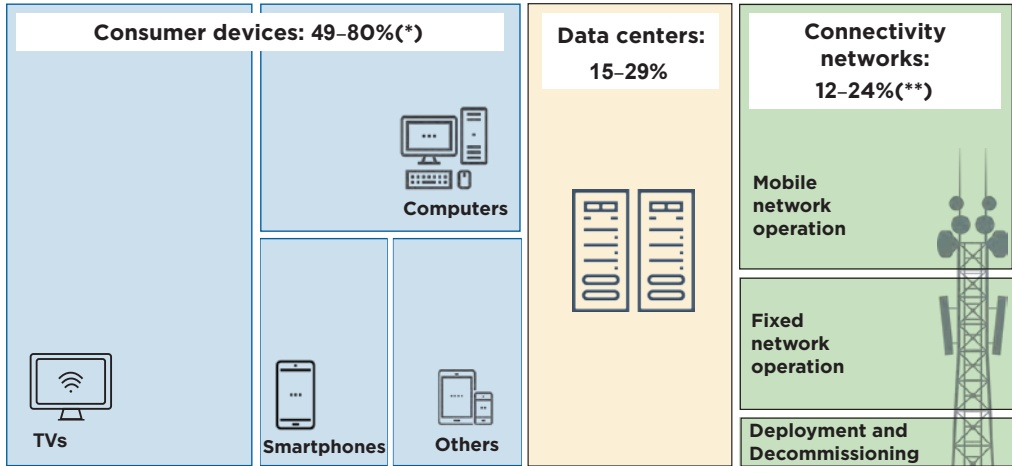 Consumer devices: 49–80%(*)
TVs
Computers
Smartphones
Others
Data centers:
15–29%
Connectivity
networks:
12–24%(**)
Mobile
network
operation
Fixed
network
operation
Deployment and
Decommissioning